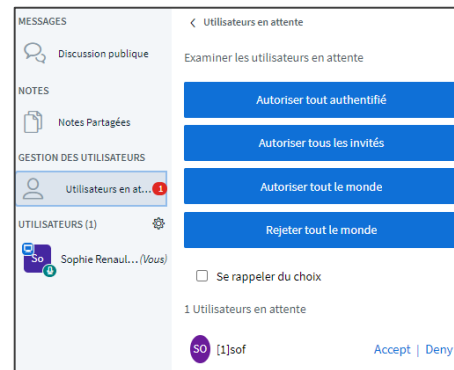 MESSAGES
Discussion publique
NOTES
Notes Partagées
GESTION DES UTILISATEURS
Utilisateurs en at... 1
UTILISATEURS (1)
So Sophie Renaul... (Vous)
Utilisateurs en attente
Examiner les utilisateurs en attente
Autoriser tout authentifié
Autoriser tous les invités
Autoriser tout le monde
Rejeter tout le monde
Se rappeler du choix
1 Utilisateurs en attente
SO [1]sof Accept | Deny